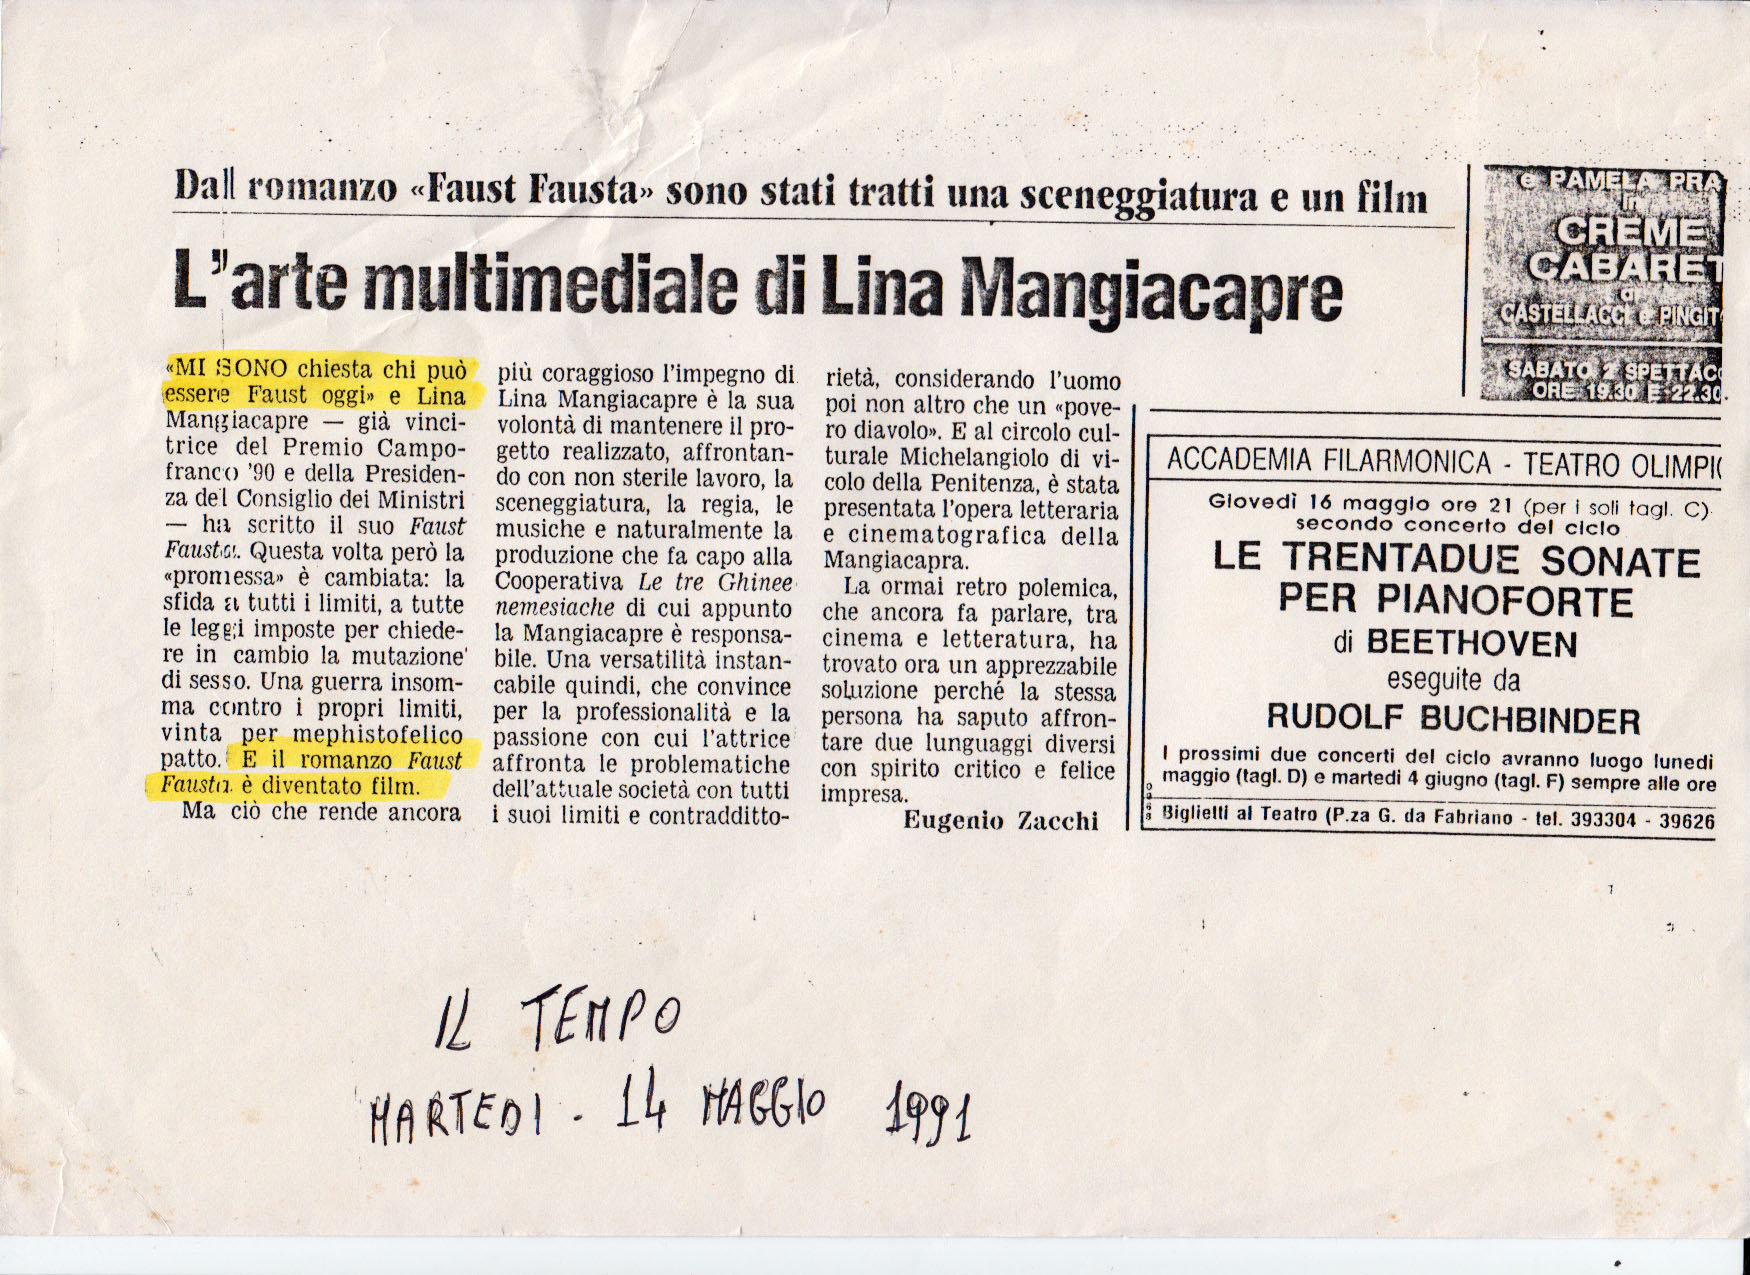 Dall romanzo «Faust Fausta» sono stati tratti una sceneggiatura e un film
L'arte multimediale di Lina Mangiacapre
«MI SONO chiesta chi può
essere Faust oggi» e Lina
Mangiacapre — già vinci-
trice del Premio Campo-
franco '90 e della Presiden-
za del Consiglio dei Ministri
— ha scritto il suo Faust
Fausta. Questa volta però la
«promessa» è cambiata: la
sfida a tutti i limiti, a tutte
le leggi imposte per chiede-
re in cambio la mutazione
di sesso. Una guerra insom-
ma contro i propri limiti,
vinta per mephistofelico
patto. E il romanzo Faust
Fausta è diventato film.
Ma ciò che rende ancora
più coraggioso l'impegno di
Lina Mangiacapre è la sua
volontà di mantenere il pro-
getto realizzato, affrontan-
do con non sterile lavoro, la
sceneggiatura, la regia, le
musiche e naturalmente la
produzione che fa capo alla
Cooperativa Le tre Ghinee
nemesiache di cui appunto
la Mangiacapre è responsa-
bile. Una versatilità instan-
cabile quindi, che convince
per la professionalità e la
passione con cui l'attrice
affronta le problematiche
dell'attuale società con tutti
i suoi limiti e contradditto-
rietà, considerando l'uomo
poi non altro che un «pove-
ro diavolo». E al circolo cul-
turale Michelangiolo di vi-
colo della Penitenza, è stata
presentata l'opera letteraria
e cinematografica della
Mangiacapra.
La ormai retro polemica,
che ancora fa parlare, tra
cinema e letteratura, ha
trovato ora un apprezzabile
soluzione perché la stessa
persona ha saputo affron-
tare due lunguaggi diversi
con spirito critico e felice
impresa.
Eugenio Zacchi
e PAMELA PRA
in
CREME
CABARET
di
CASTELLACCI e PINGIT
SABATO 2 SPETTAC
ORE 19.30 E 22.30
ACCADEMIA FILARMONICA - TEATRO OLIMPIC
Giovedì 16 maggio ore 21 (per i soli tagl. C)
secondo concerto del ciclo
LE TRENTADUE SONATE
PER PIANOFORTE
di BEETHOVEN
eseguite da
RUDOLF BUCHBINDER
I prossimi due concerti del ciclo avranno luogo lunedì
maggio (tagl. D) e martedì 4 giugno (tagl. F) sempre alle ore
Biglietti al Teatro (P.za G. da Fabriano - tel. 393304 - 39626
IL TEMPO
MARTEDI - 14 MAGGIO 1991